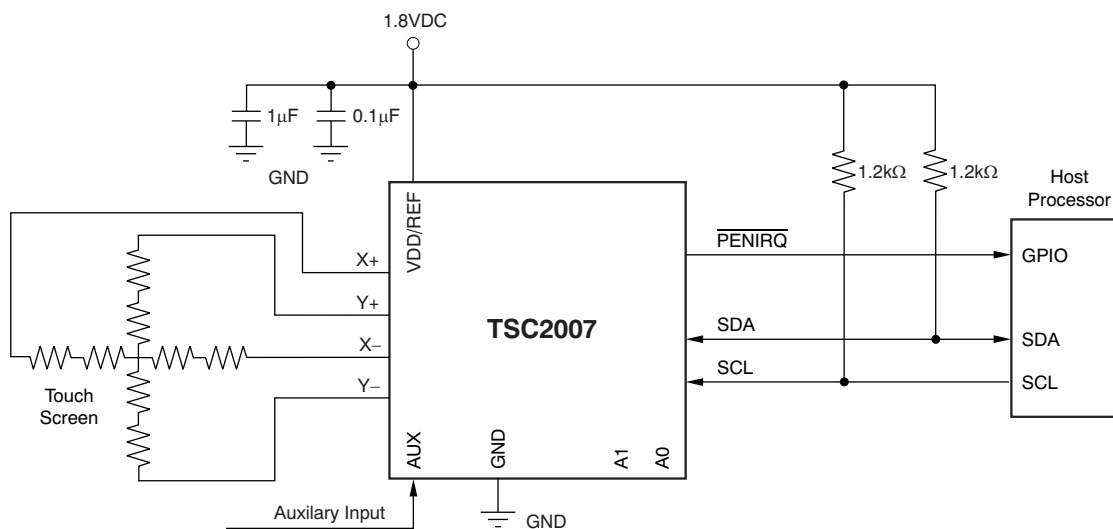 1.8VDC
1μF
0.1μF
GND
1.2kΩ
1.2kΩ
Host
Processor
VDD/REF
PENIRQ
GPIO
X+
Y+
TSC2007
SDA
SDA
X−
SCL
SCL
Y−
Touch
Screen
AUX
GND
A1
A0
Auxilary Input
GND